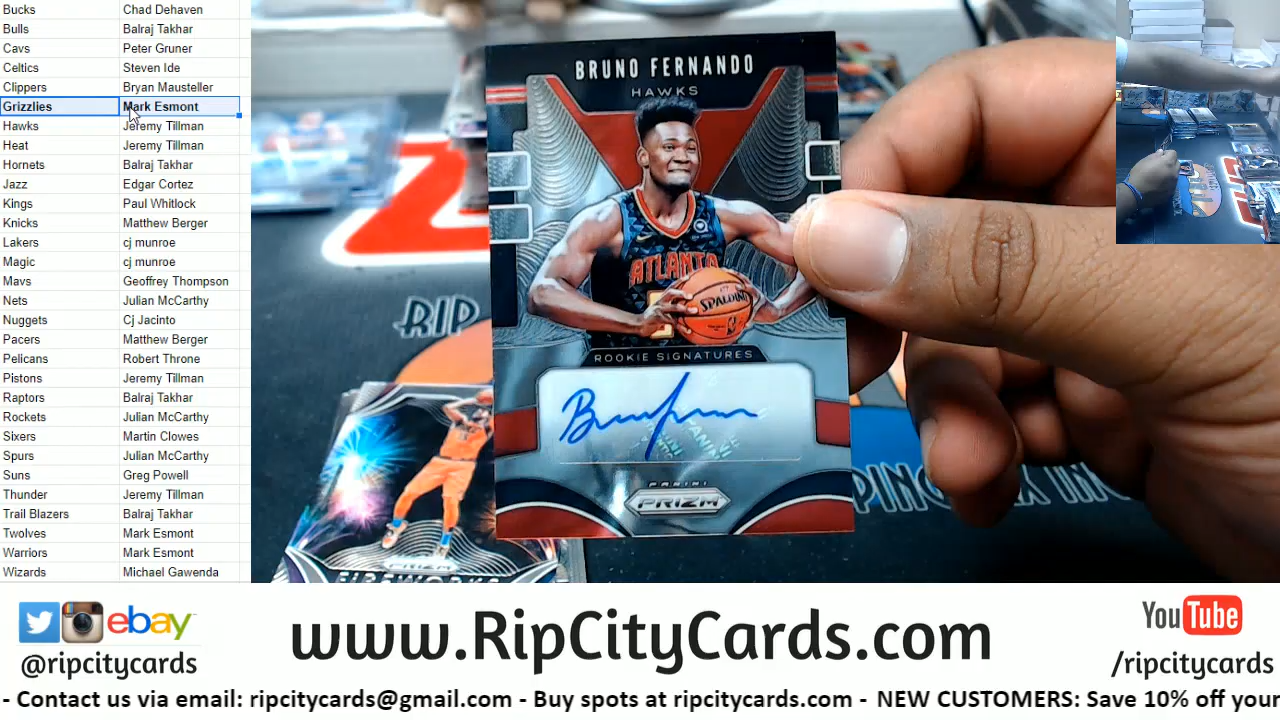 Bucks Chad Dehaven
Bulls Balraj Takhar
Cavs Peter Gruner
Celtics Steven Ide
Clippers Bryan Mausteller
Grizzlies Mark Esmont
Hawks Jeremy Tillman
Heat Jeremy Tillman
Hornets Balraj Takhar
Jazz Edgar Cortez
Kings Paul Whitlock
Knicks Matthew Berger
Lakers cj munroe
Magic cj munroe
Mavs Geoffrey Thompson
Nets Julian McCarthy
Nuggets Cj Jacinto
Pacers Matthew Berger
Pelicans Robert Throne
Pistons Jeremy Tillman
Raptors Balraj Takhar
Rockets Julian McCarthy
Sixers Martin Clowes
Spurs Julian McCarthy
Suns Greg Powell
Thunder Jeremy Tillman
Trail Blazers Balraj Takhar
Twolves Mark Esmont
Warriors Mark Esmont
Wizards Michael Gawenda
BRUNO FERNANDO
HAWKS
ATLANTA
SPALDING
ROOKIE SIGNATURES
PANINI
PRIZM
RIP
PRIZM
FIREWORKS
ebay
@ripcitycards
www.RipCityCards.com
YouTube
/ripcitycards
- Contact us via email: ripcitycards@gmail.com - Buy spots at ripcitycards.com - NEW CUSTOMERS: Save 10% off your